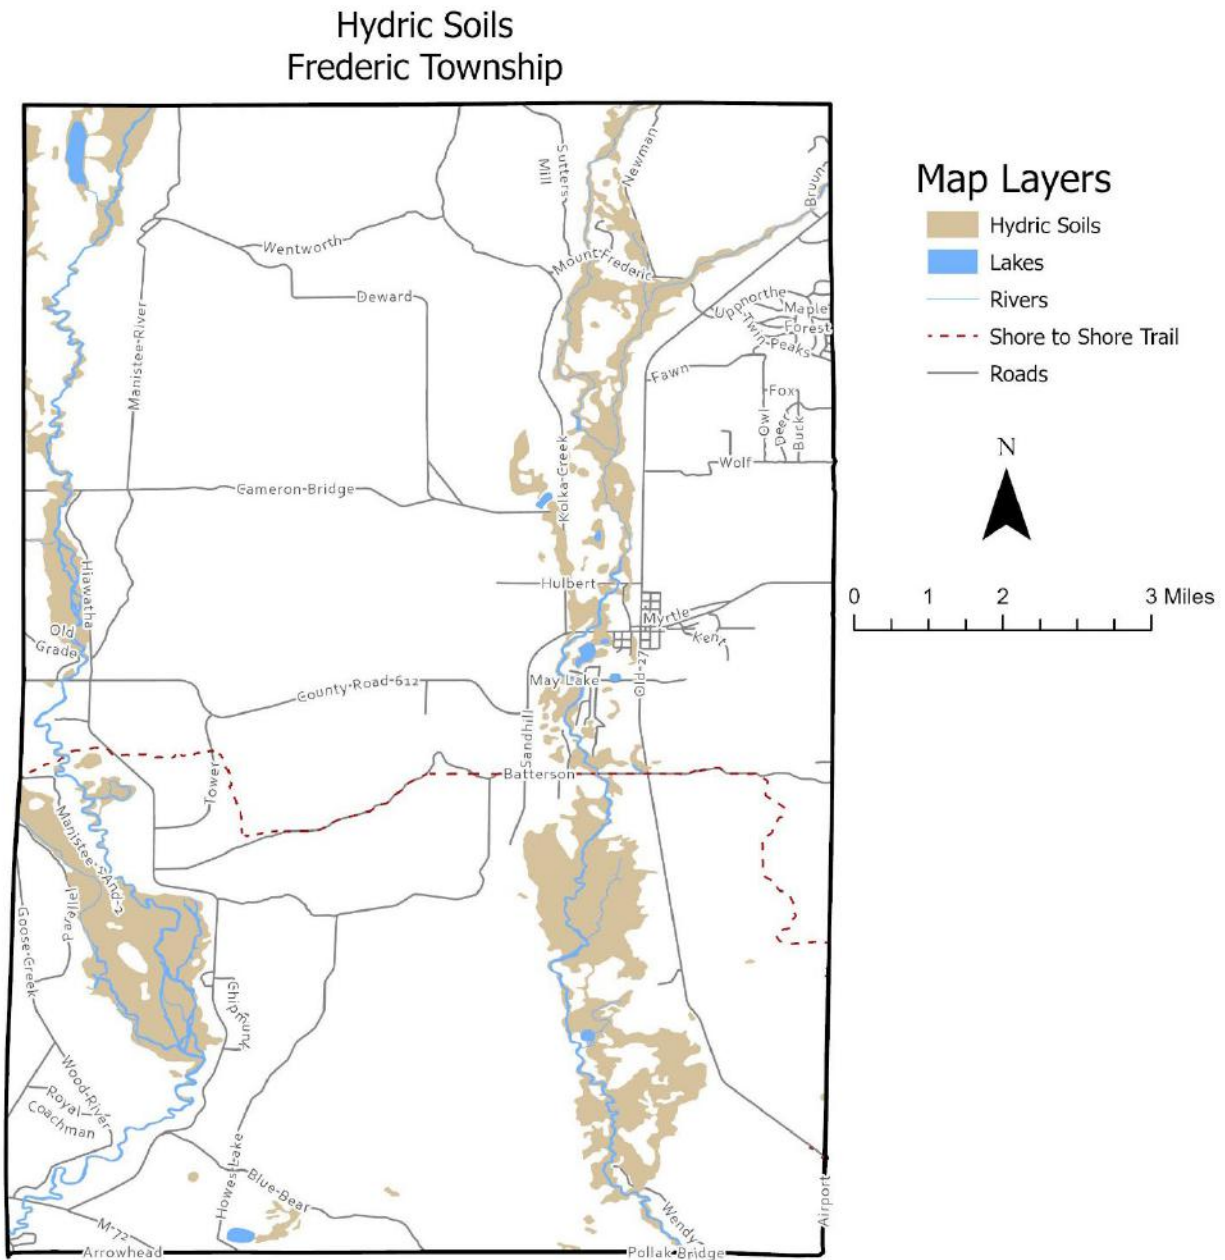 Hydric Soils
Frederic Township
Newman
Sutters
Mill
Bruun
Map Layers
Hydric Soils
Lakes
Rivers
Shore to Shore Trail
Roads
Wentworth
Mount-Frederic
Deward
Manistee-River
Upnorthe
Maple
Forest
Twin-Peaks
Fawn
Fox
Owl
Deer
Buck
Wolf
Kolka-Creek
Cameron-Bridge
N
0 1 2 3 Miles
Hulbert
Hiawatha
Myrtle
Kent
Old
Grade
Old-27
May Lake
County-Road-612
Sandhill
Tower
Batterson
Manistee-1-And-2
Parallel
Goose-Greek
Chipmunk
Wood-River
Royal
Coachman
Howes-Lake
Blue-Bear
Wendy
Airport
M-72
Arrowhead
Pollak-Bridge